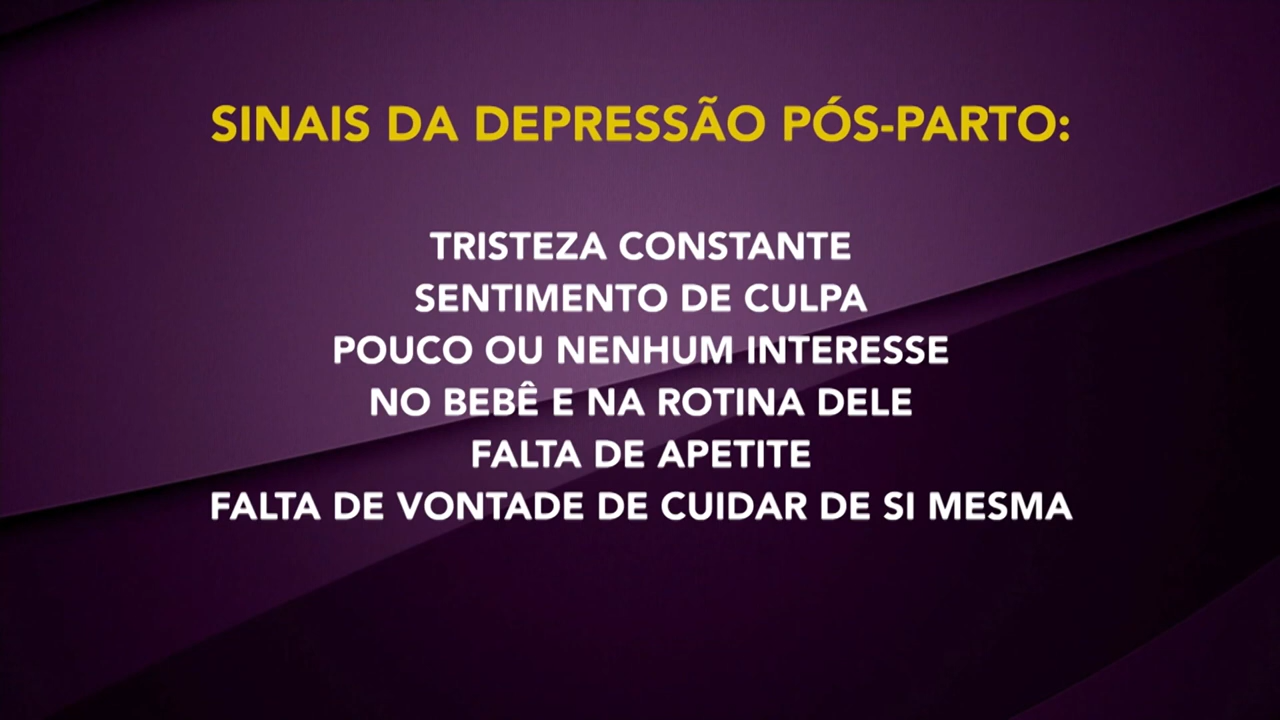 SINAIS DA DEPRESSÃO PÓS-PARTO:
TRISTEZA CONSTANTE
SENTIMENTO DE CULPA
POUCO OU NENHUM INTERESSE
NO BEBÊ E NA ROTINA DELE
FALTA DE APETITE
FALTA DE VONTADE DE CUIDAR DE SI MESMA